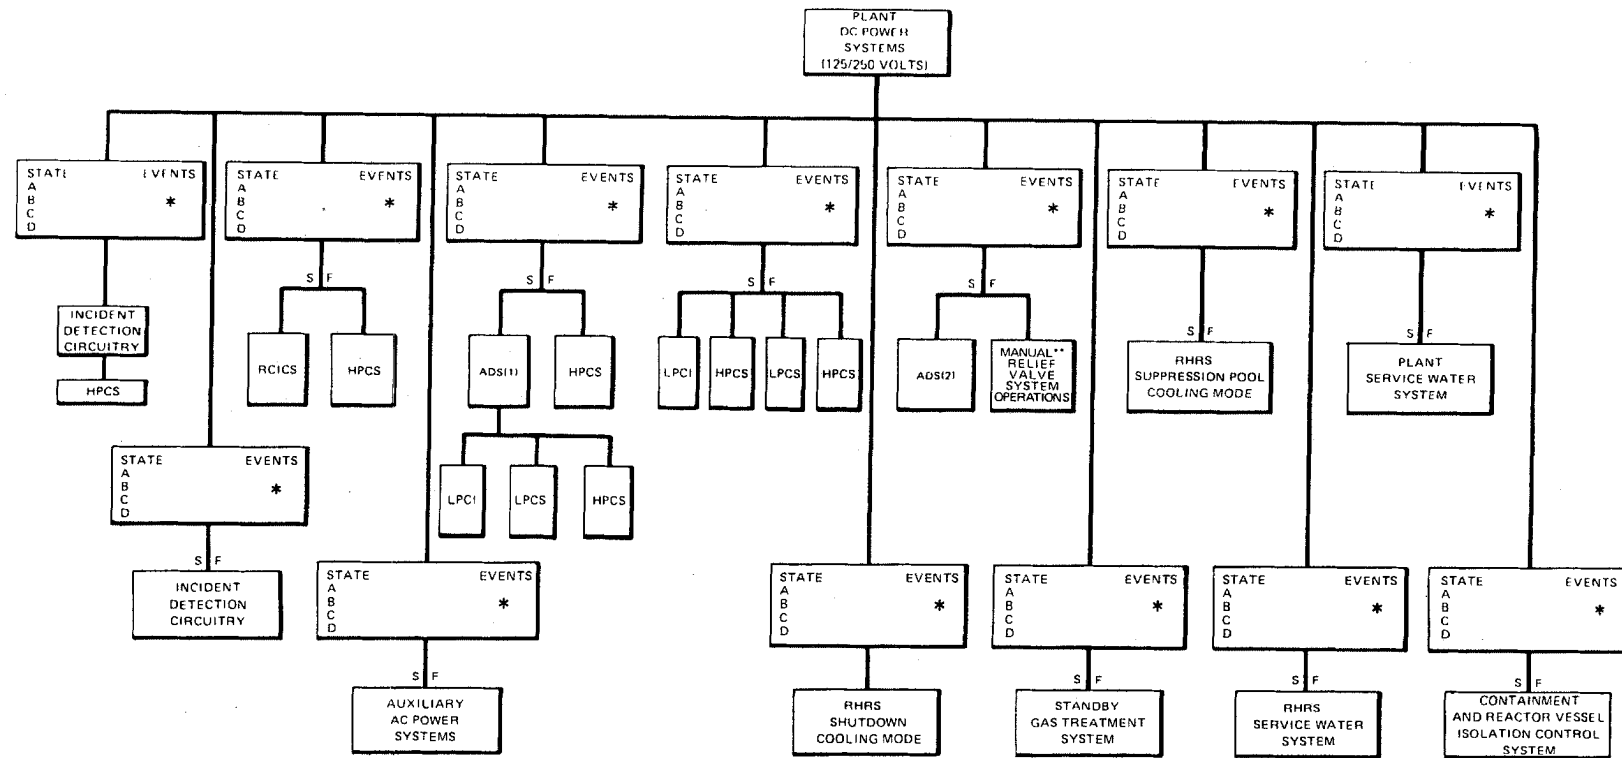 PLANT
DC POWER
SYSTEMS
(125/250 VOLTS)
STATE EVENTS
A
B *
C
D
INCIDENT
DETECTION
CIRCUITRY
HPCS
STATE EVENTS
A
B *
C
D
S F
RCICS
HPCS
STATE EVENTS
A
B *
C
D
S F
ADS(1)
HPCS
LPCI
LPCS
HPCS
STATE EVENTS
A
B *
C
D
S F
LPCI
HPCS
LPCS
HPCS
STATE EVENTS
A
B *
C
D
S F
ADS(2)
MANUAL**
RELIEF
VALVE
SYSTEM
OPERATIONS
STATE EVENTS
A
B *
C
D
S F
RHRS
SUPPRESSION POOL
COOLING MODE
STATE EVENTS
A
B *
C
D
S F
PLANT
SERVICE WATER
SYSTEM
STATE EVENTS
A
B *
C
D
S F
INCIDENT
DETECTION
CIRCUITRY
STATE EVENTS
A
B *
C
D
S F
AUXILIARY
AC POWER
SYSTEMS
STATE EVENTS
A
B *
C
D
RHRS
SHUTDOWN
COOLING MODE
STATE EVENTS
A
B *
C
D
S F
STANDBY
GAS TREATMENT
SYSTEM
STATE EVENTS
A
B *
C
D
S F
RHRS
SERVICE WATER
SYSTEM
STATE EVENTS
A
B *
C
D
S F
CONTAINMENT
AND REACTOR VESSEL
ISOLATION CONTROL
SYSTEM